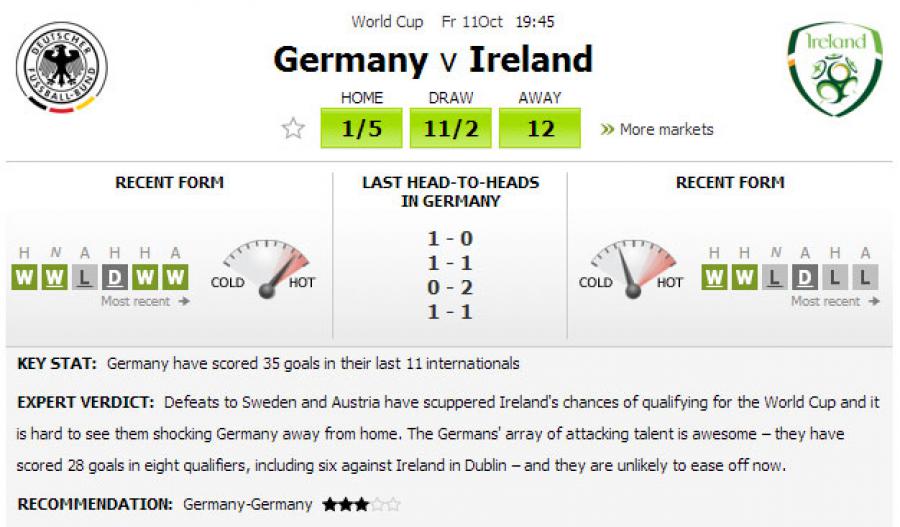 World Cup Fr 11Oct 19:45
DEUTSCHER FUSSBALL-BUND
Ireland
Germany v Ireland
HOME DRAW AWAY
1/5 11/2 12 » More markets
RECENT FORM
H N A H H A
W W L D W W
Most recent →
COLD HOT
LAST HEAD-TO-HEADS
IN GERMANY
1 - 0
1 - 1
0 - 2
1 - 1
RECENT FORM
COLD HOT
H H N A H A
W W L D L L
Most recent →
KEY STAT: Germany have scored 35 goals in their last 11 internationals
EXPERT VERDICT: Defeats to Sweden and Austria have scuppered Ireland's chances of qualifying for the World Cup and it
is hard to see them shocking Germany away from home. The Germans' array of attacking talent is awesome – they have
scored 28 goals in eight qualifiers, including six against Ireland in Dublin – and they are unlikely to ease off now.
RECOMMENDATION: Germany-Germany ★★★☆☆